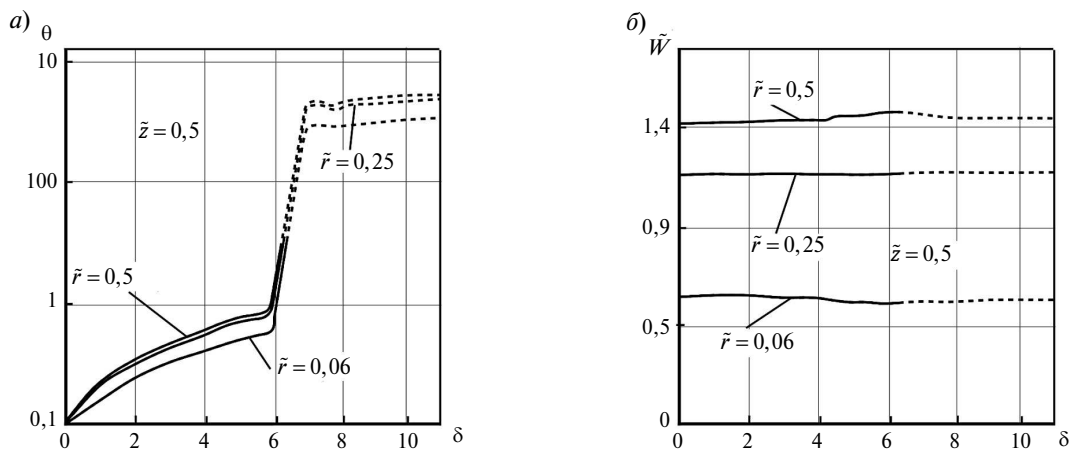 а)
θ
10
100
1
0,1
z̃ = 0,5
r̃ = 0,25
r̃ = 0,5
r̃ = 0,06
0 2 4 6 8 10 δ
б)
W̃
1,4
0,9
0,5
0
r̃ = 0,5
r̃ = 0,25
z̃ = 0,5
r̃ = 0,06
0 2 4 6 8 10 δ